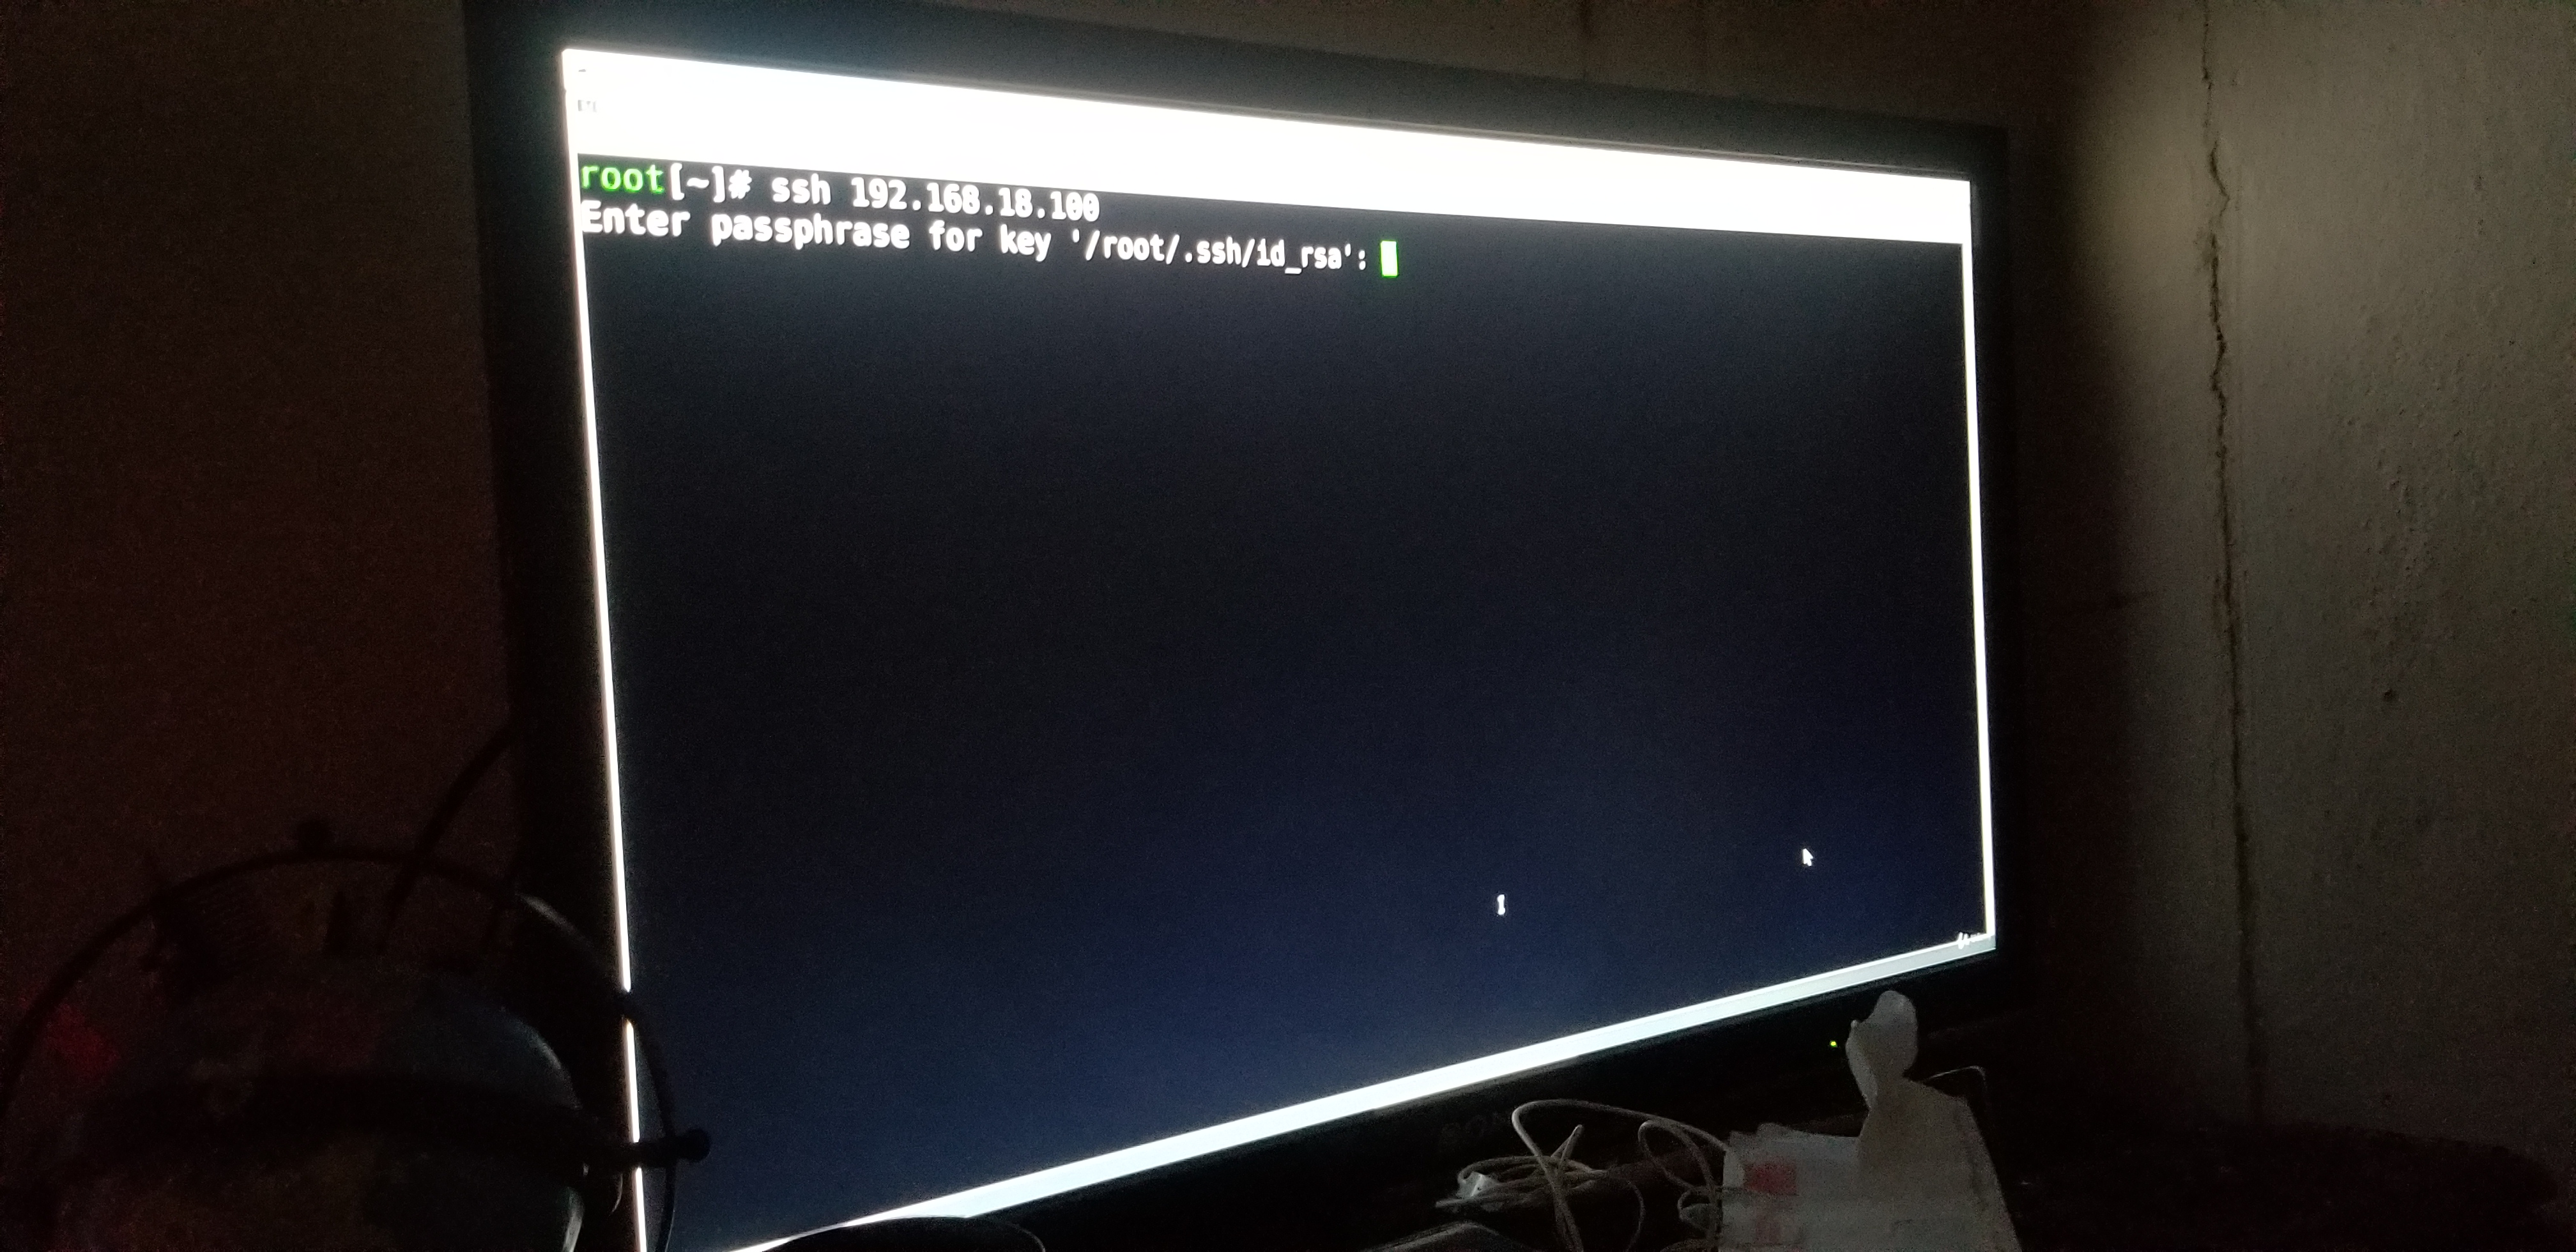 root[~]# ssh 192.168.18.100
Enter passphrase for key '/root/.ssh/id_rsa':